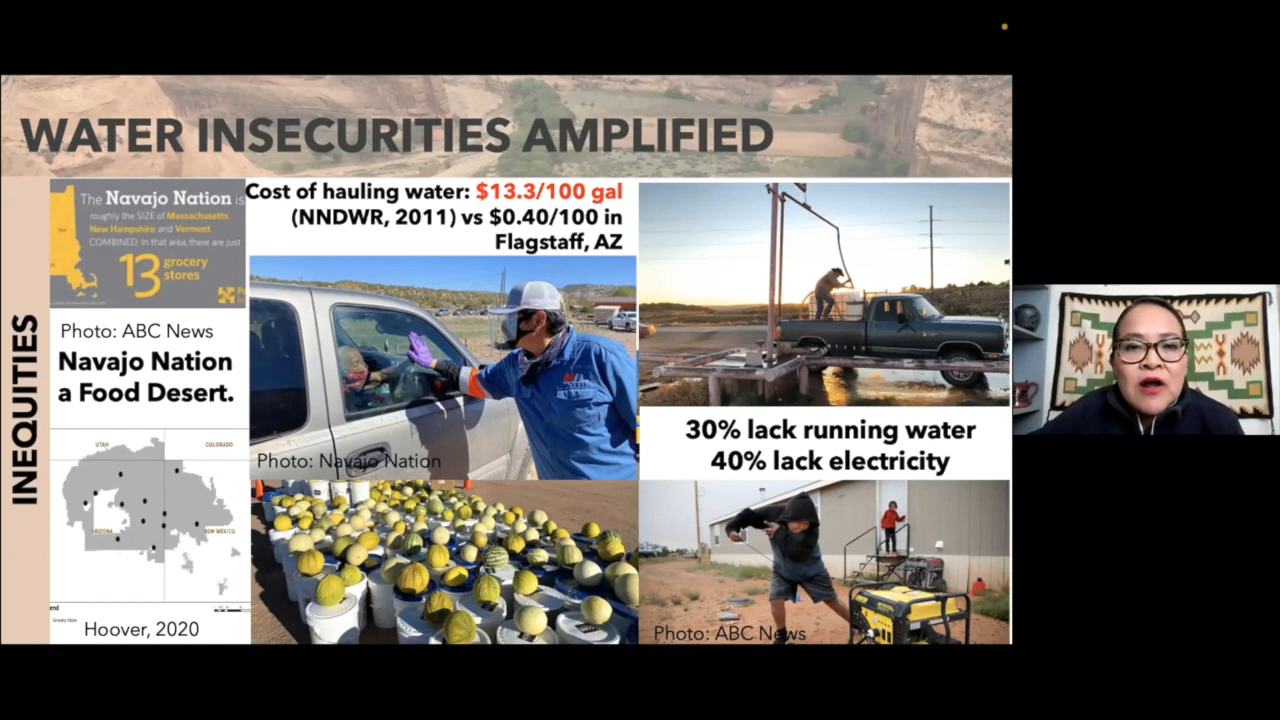 WATER INSECURITIES AMPLIFIED
INEQUITIES
The Navajo Nation is
roughly the SIZE of Massachusetts
New Hampshire and Vermont
COMBINED. In that area, there are just
13 grocery
stores
Photo: ABC News
Navajo Nation
a Food Desert.
UTAH COLORADO
ARIZONA NEW MEXICO
Hoover, 2020
Cost of hauling water: $13.3/100 gal
(NNDWR, 2011) vs $0.40/100 in
Flagstaff, AZ
Photo: Navajo Nation
30% lack running water
40% lack electricity
Photo: ABC News